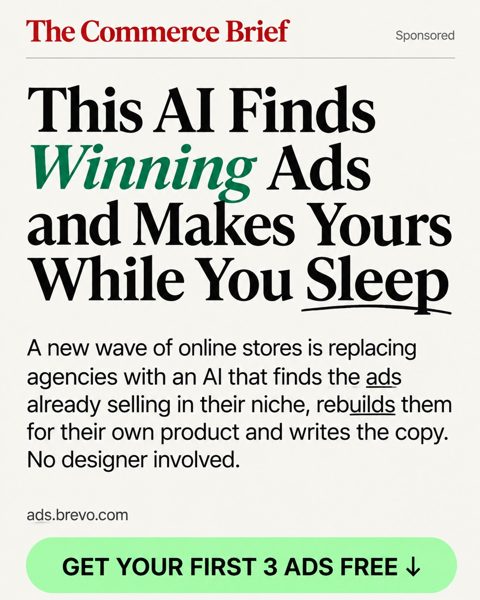 The Commerce Brief
Sponsored
This AI Finds
Winning Ads
and Makes Yours
While You Sleep
A new wave of online stores is replacing
agencies with an AI that finds the ads
already selling in their niche, rebuilds them
for their own product and writes the copy.
No designer involved.
ads.brevo.com
GET YOUR FIRST 3 ADS FREE ↓